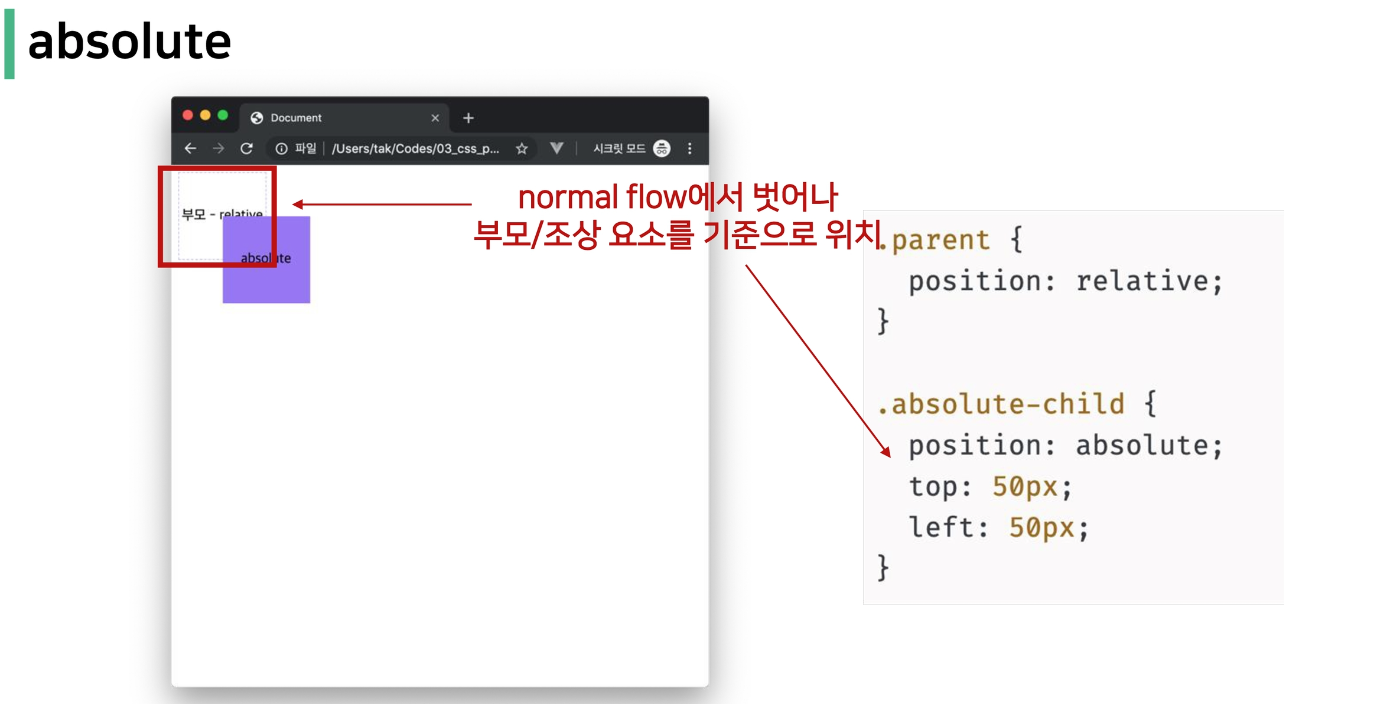 absolute
Document
파일 | /Users/tak/Codes/03_css_p... 시크릿 모드
부모 - relative
absolute
normal flow에서 벗어나
부모/조상 요소를 기준으로 위치
.parent {
position: relative;
}
.absolute-child {
position: absolute;
top: 50px;
left: 50px;
}